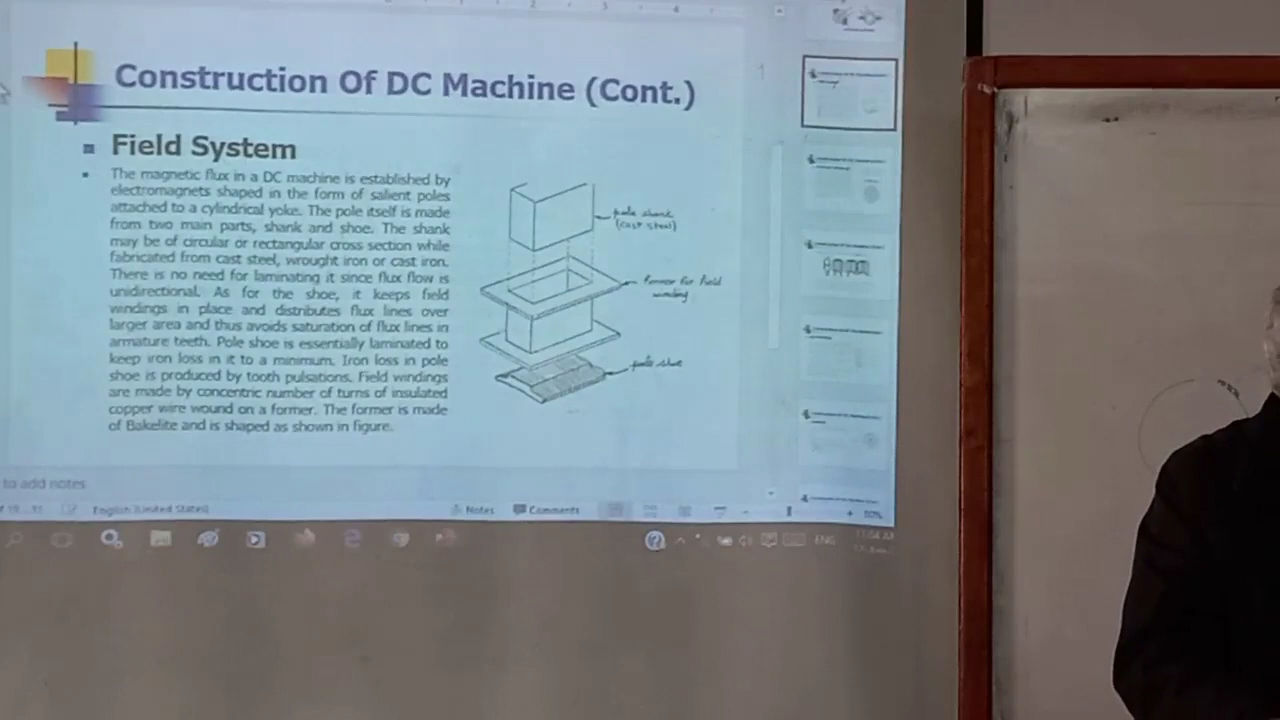 Construction Of DC Machine (Cont.)
Field System
The magnetic flux in a DC machine is established by
electromagnets shaped in the form of salient poles
attached to a cylindrical yoke. The pole itself is made
from two main parts, shank and shoe. The shank
may be of circular or rectangular cross section while
fabricated from cast steel, wrought iron or cast iron.
There is no need for laminating it since flux flow is
unidirectional. As for the shoe, it keeps field
windings in place and distributes flux lines over
larger area and thus avoids saturation of flux lines in
armature teeth. Pole shoe is essentially laminated to
keep iron loss in it to a minimum. Iron loss in pole
shoe is produced by tooth pulsations. Field windings
are made by concentric number of turns of insulated
copper wire wound on a former. The former is made
of Bakelite and is shaped as shown in figure.
pole shank
(cast steel)
former for field
winding
pole shoe
to add notes
English (United States)
Notes
Comments
ENG